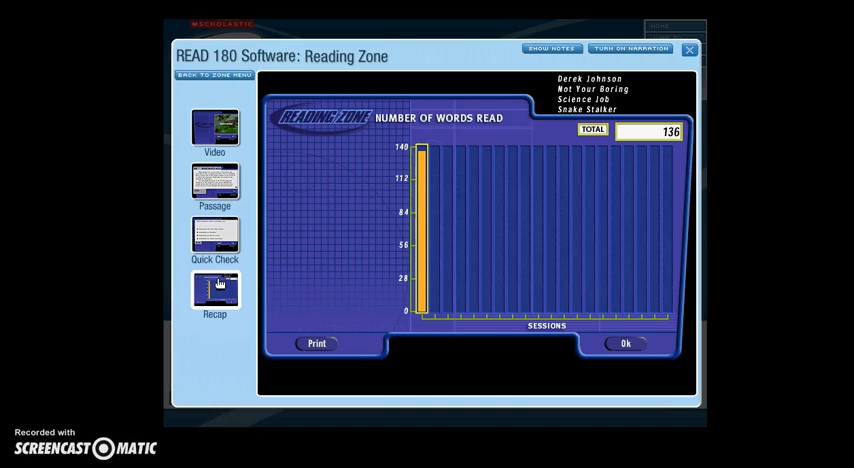 SCHOLASTIC
HOME
READ 180 Software: Reading Zone
SHOW NOTES
TURN ON NARRATION
BACK TO ZONE MENU
Derek Johnson
Not Your Boring
Science Job
Snake Stalker
READING ZONE
NUMBER OF WORDS READ
TOTAL
136
Video
Passage
Quick Check
Recap
140
112
84
56
28
0
SESSIONS
Print
Ok
Recorded with
SCREENCAST MATIC